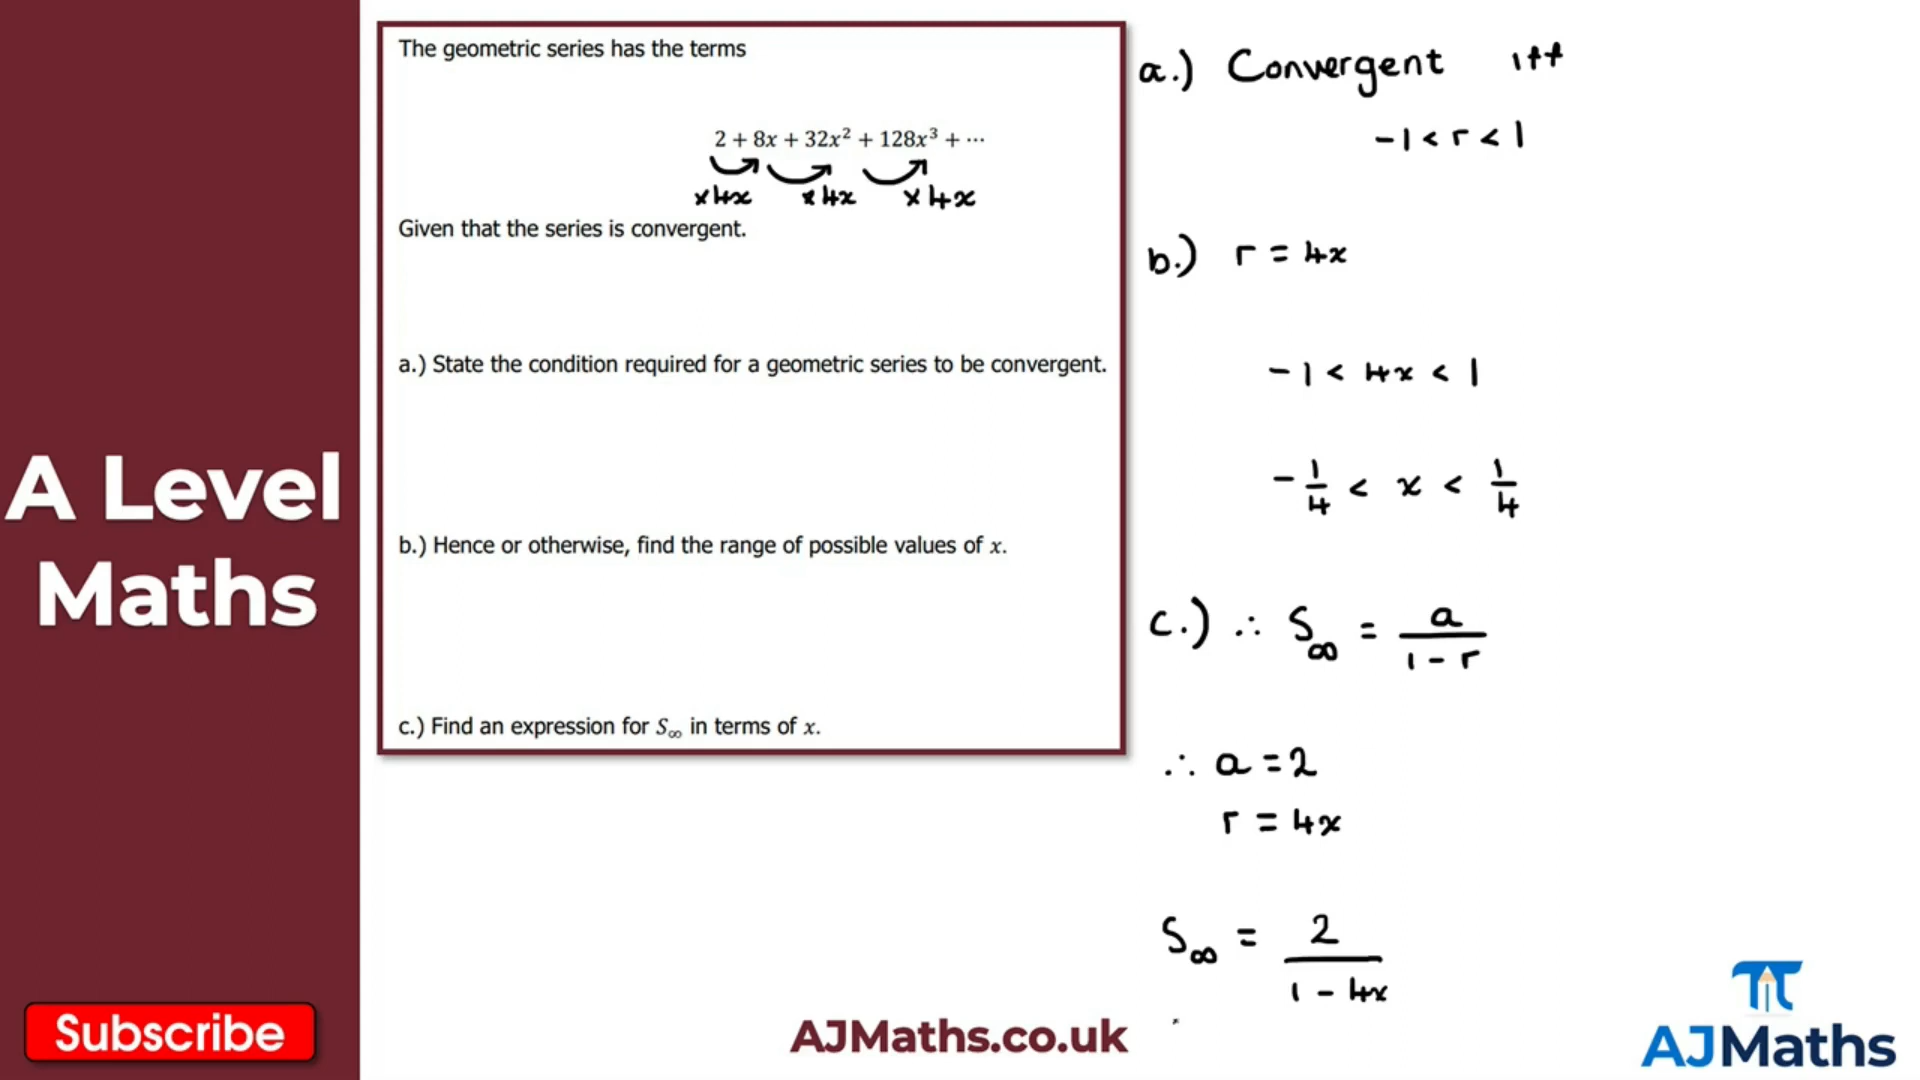 A Level
Maths
Subscribe
The geometric series has the terms
2 + 8x + 32x² + 128x³ + ⋯
×4x ×4x ×4x
Given that the series is convergent.
a.) State the condition required for a geometric series to be convergent.
b.) Hence or otherwise, find the range of possible values of x.
c.) Find an expression for S∞ in terms of x.
a.) Convergent iff
-1 < r < 1
b.) r = 4x
-1 < 4x < 1
-1/4 < x < 1/4
c.) ∴ S∞ = a/(1 - r)
∴ a = 2
r = 4x
S∞ = 2/(1 - 4x)
AJMaths.co.uk
AJMaths